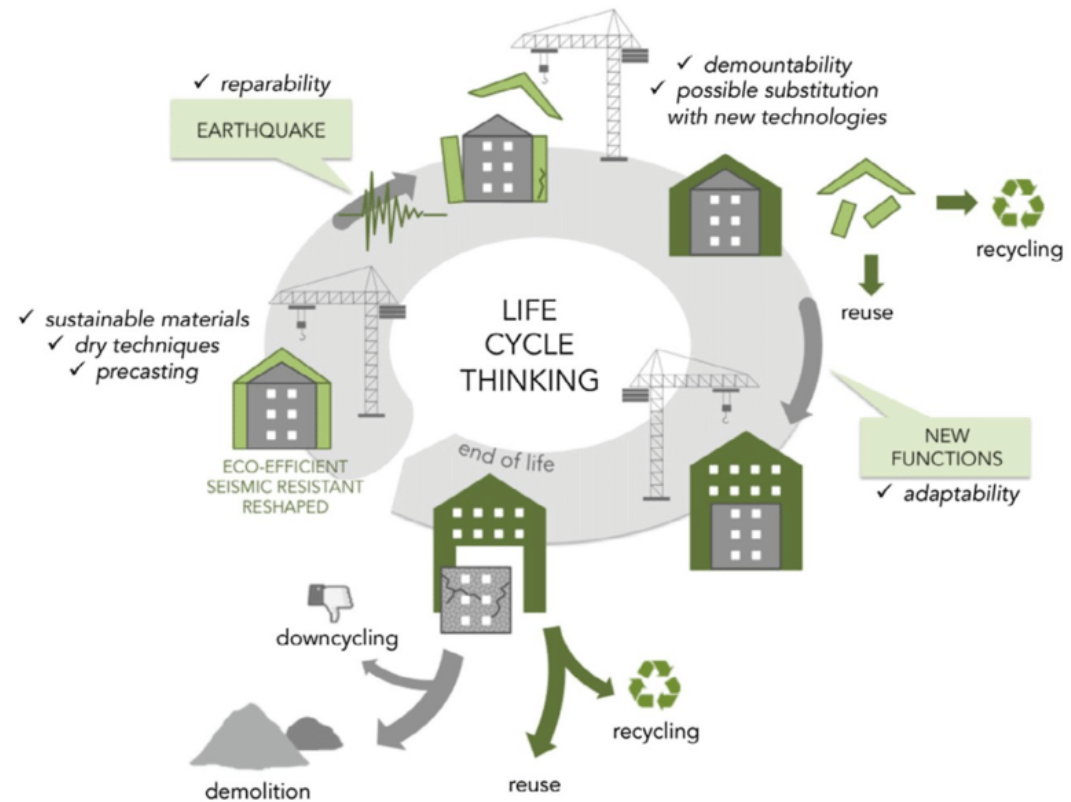 ✓ reparability
EARTHQUAKE
✓ demountability
✓ possible substitution
with new technologies
recycling
reuse
✓ sustainable materials
✓ dry techniques
✓ precasting
LIFE
CYCLE
THINKING
ECO-EFFICIENT
SEISMIC RESISTANT
RESHAPED
NEW
FUNCTIONS
✓ adaptability
end of life
downcycling
demolition
reuse
recycling